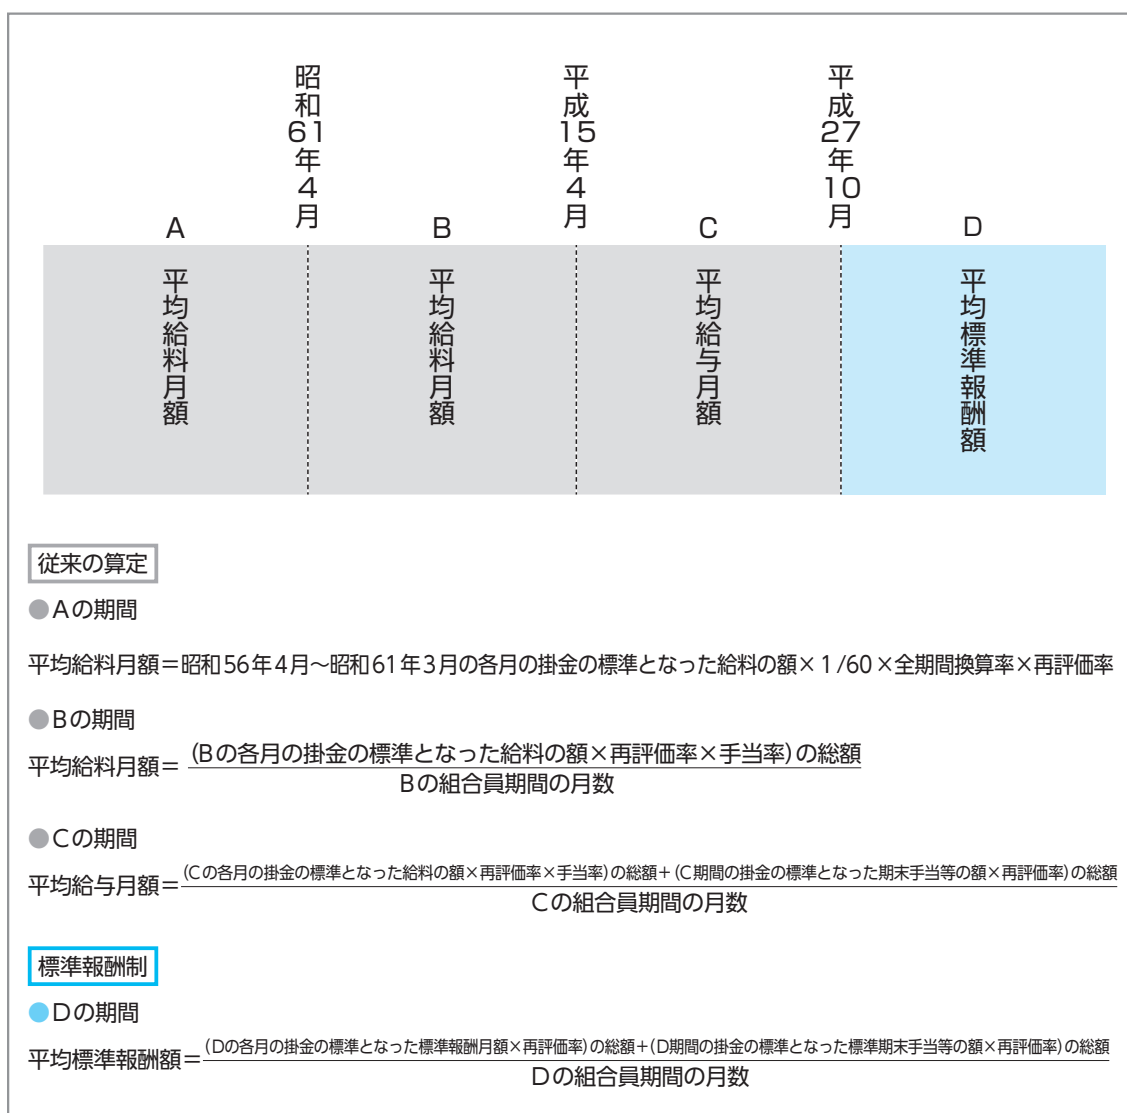 昭和61年4月
平成15年4月
平成27年10月
A
B
C
D
平均給料月額
平均給料月額
平均給与月額
平均標準報酬額
従来の算定
●Aの期間
平均給料月額=昭和56年4月〜昭和61年3月の各月の掛金の標準となった給料の額×1/60×全期間換算率×再評価率
●Bの期間
平均給料月額=
(Bの各月の掛金の標準となった給料の額×再評価率×手当率)の総額
Bの組合員期間の月数
●Cの期間
平均給与月額=
(Cの各月の掛金の標準となった給料の額×再評価率×手当率)の総額+(C期間の掛金の標準となった期末手当等の額×再評価率)の総額
Cの組合員期間の月数
標準報酬制
●Dの期間
平均標準報酬額=
(Dの各月の掛金の標準となった標準報酬月額×再評価率)の総額+(D期間の掛金の標準となった標準期末手当等の額×再評価率)の総額
Dの組合員期間の月数